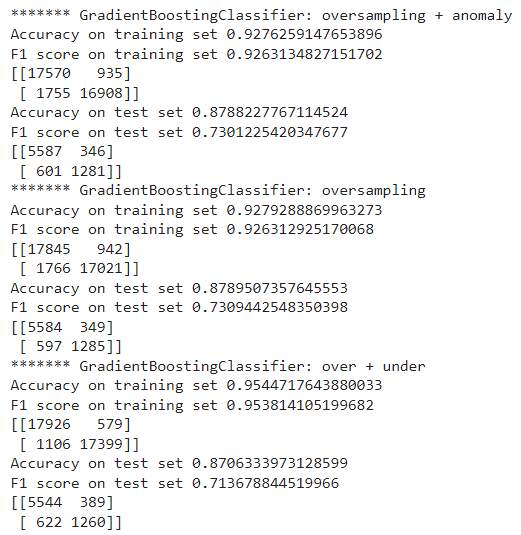 ******* GradientBoostingClassifier: oversampling + anomaly
Accuracy on training set 0.9276259147653896
F1 score on training set 0.9263134827151702
[[17570   935]
 [ 1755 16908]]
Accuracy on test set 0.8788227767114524
F1 score on test set 0.7301225420347677
[[5587  346]
 [ 601 1281]]
******* GradientBoostingClassifier: oversampling
Accuracy on training set 0.9279288869963273
F1 score on training set 0.926312925170068
[[17845   942]
 [ 1766 17021]]
Accuracy on test set 0.8789507357645553
F1 score on test set 0.7309442548350398
[[5584  349]
 [ 597 1285]]
******* GradientBoostingClassifier: over + under
Accuracy on training set 0.9544717643880033
F1 score on training set 0.953814105199682
[[17926   579]
 [ 1106 17399]]
Accuracy on test set 0.8706333973128599
F1 score on test set 0.713678844519966
[[5544  389]
 [ 622 1260]]